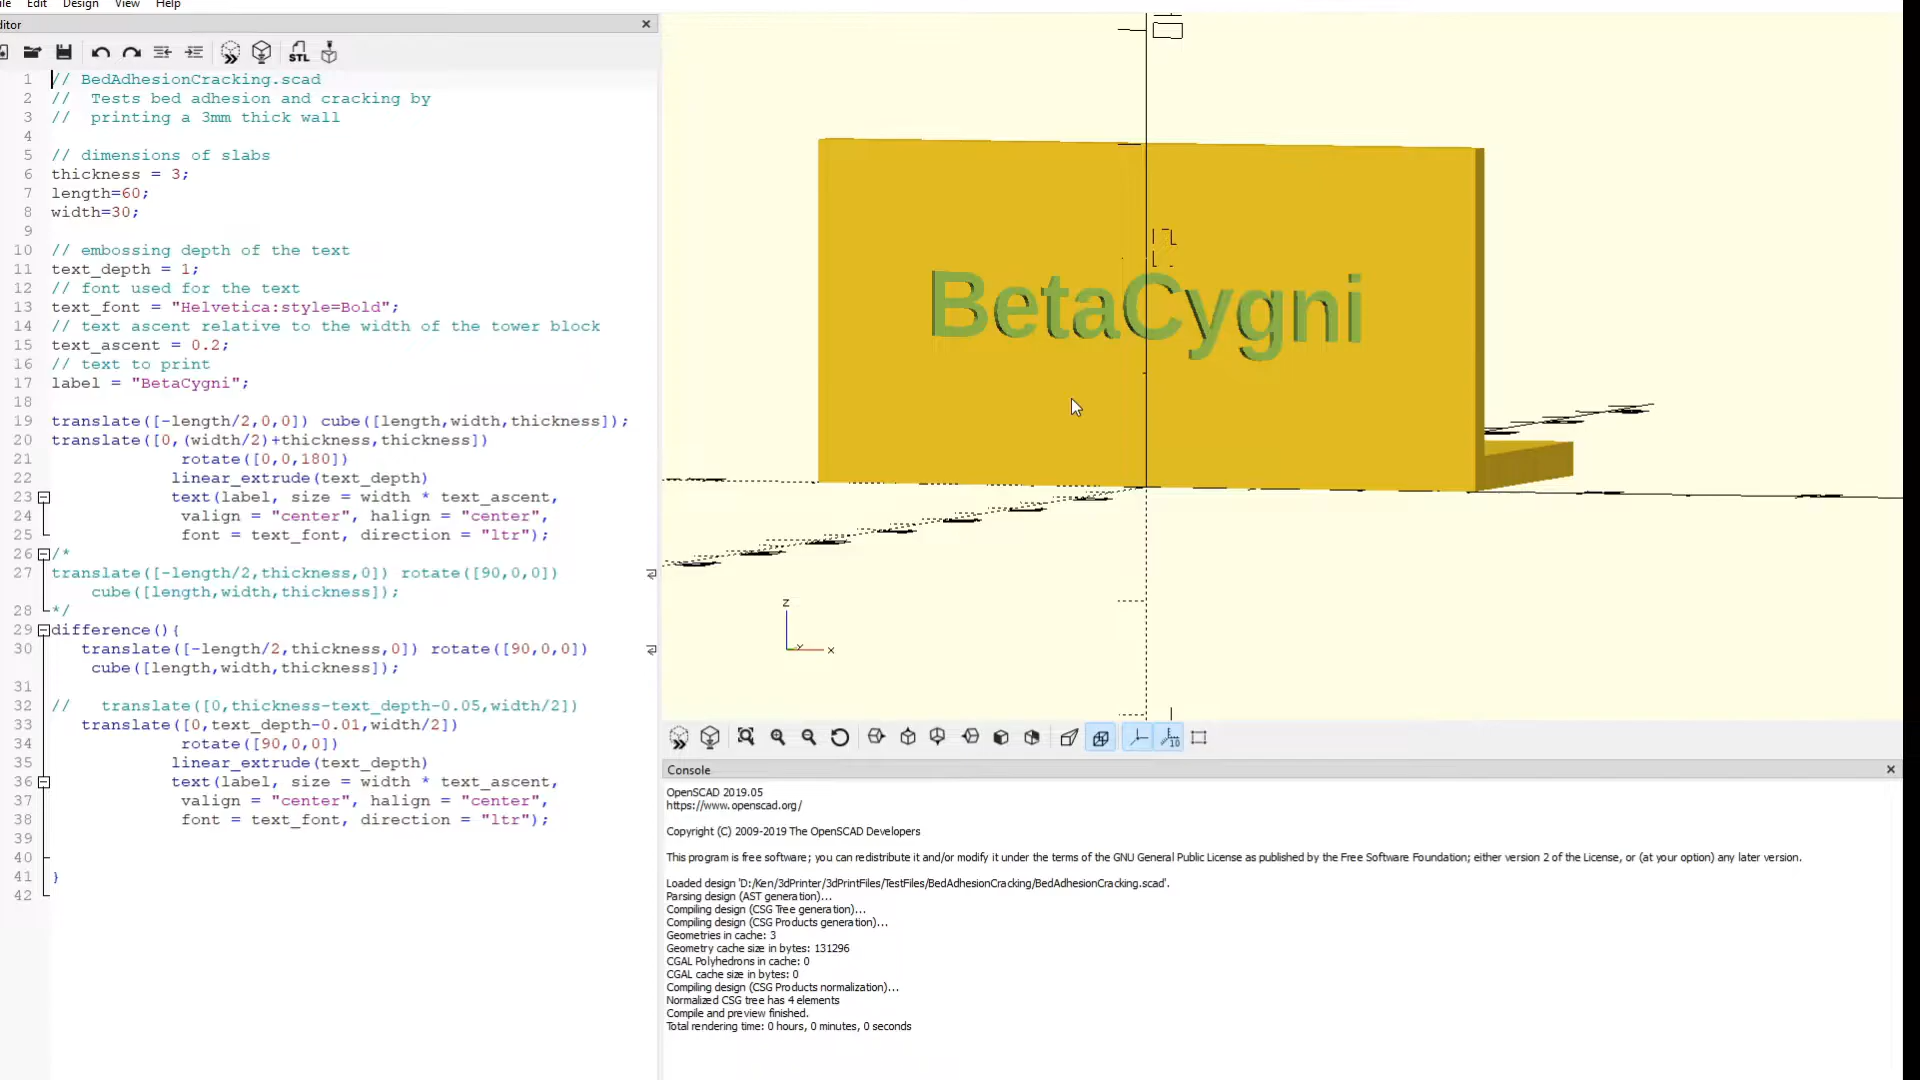 Edit Design View Help
1 // BedAdhesionCracking.scad
2 //  Tests bed adhesion and cracking by
3 //  printing a 3mm thick wall
4
5 // dimensions of slabs
6 thickness = 3;
7 length=60;
8 width=30;
9
10 // embossing depth of the text
11 text_depth = 1;
12 // font used for the text
13 text_font = "Helvetica:style=Bold";
14 // text ascent relative to the width of the tower block
15 text_ascent = 0.2;
16 // text to print
17 label = "BetaCygni";
18
19 translate([-length/2,0,0]) cube([length,width,thickness]);
20 translate([0,(width/2)+thickness,thickness])
21 rotate([0,0,180])
22 linear_extrude(text_depth)
23 text(label, size = width * text_ascent,
24 valign = "center", halign = "center",
25 font = text_font, direction = "ltr");
26 /*
27 translate([-length/2,thickness,0]) rotate([90,0,0])
cube([length,width,thickness]);
28 */
29 difference(){
30 translate([-length/2,thickness,0]) rotate([90,0,0])
cube([length,width,thickness]);
31
32 //   translate([0,thickness-text_depth-0.05,width/2])
33 translate([0,text_depth-0.01,width/2])
34 rotate([90,0,0])
35 linear_extrude(text_depth)
36 text(label, size = width * text_ascent,
37 valign = "center", halign = "center",
38 font = text_font, direction = "ltr");
39
40
41 }
42
STL
BetaCygni
z
y
x
10
Console
OpenSCAD 2019.05
https://www.openscad.org/
Copyright (C) 2009-2019 The OpenSCAD Developers
This program is free software; you can redistribute it and/or modify it under the terms of the GNU General Public License as published by the Free Software Foundation; either version 2 of the License, or (at your option) any later version.
Loaded design 'D:/Ken/3dPrinter/3dPrintFiles/TestFiles/BedAdhesionCracking/BedAdhesionCracking.scad'.
Parsing design (AST generation)...
Compiling design (CSG Tree generation)...
Compiling design (CSG Products generation)...
Geometries in cache: 3
Geometry cache size in bytes: 131296
CGAL Polyhedrons in cache: 0
CGAL cache size in bytes: 0
Compiling design (CSG Products normalization)...
Normalized CSG tree has 4 elements
Compile and preview finished.
Total rendering time: 0 hours, 0 minutes, 0 seconds